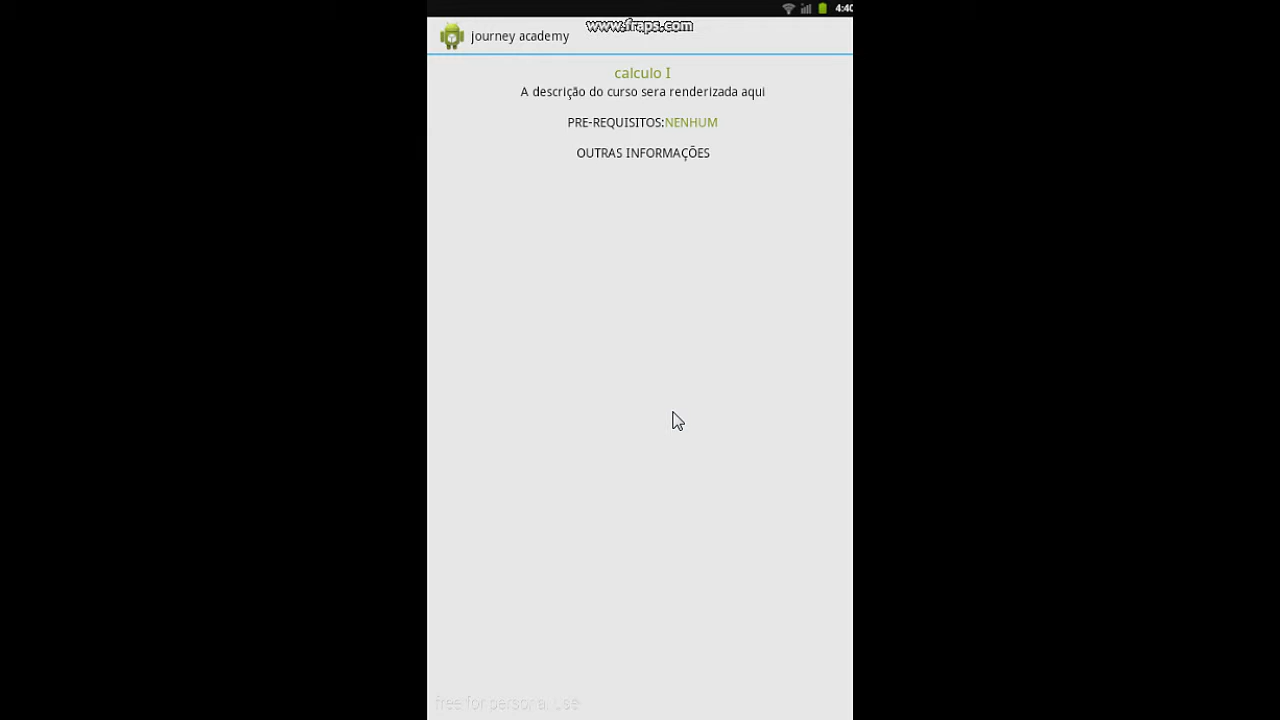 4:40
www.fraps.com
journey academy
calculo I
A descrição do curso sera renderizada aqui
PRE-REQUISITOS:NENHUM
OUTRAS INFORMAÇÕES
free for personal use